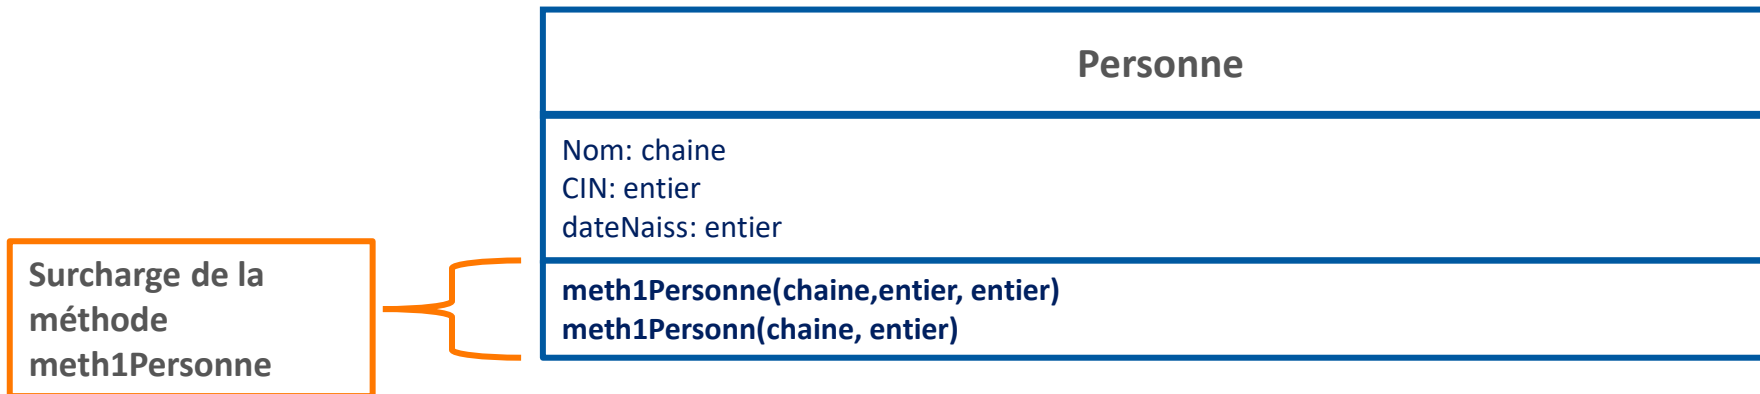 Personne
Nom: chaine
CIN: entier
dateNaiss: entier
Surcharge de la
méthode
meth1Personne
meth1Personne(chaine,entier, entier)
meth1Personn(chaine, entier)